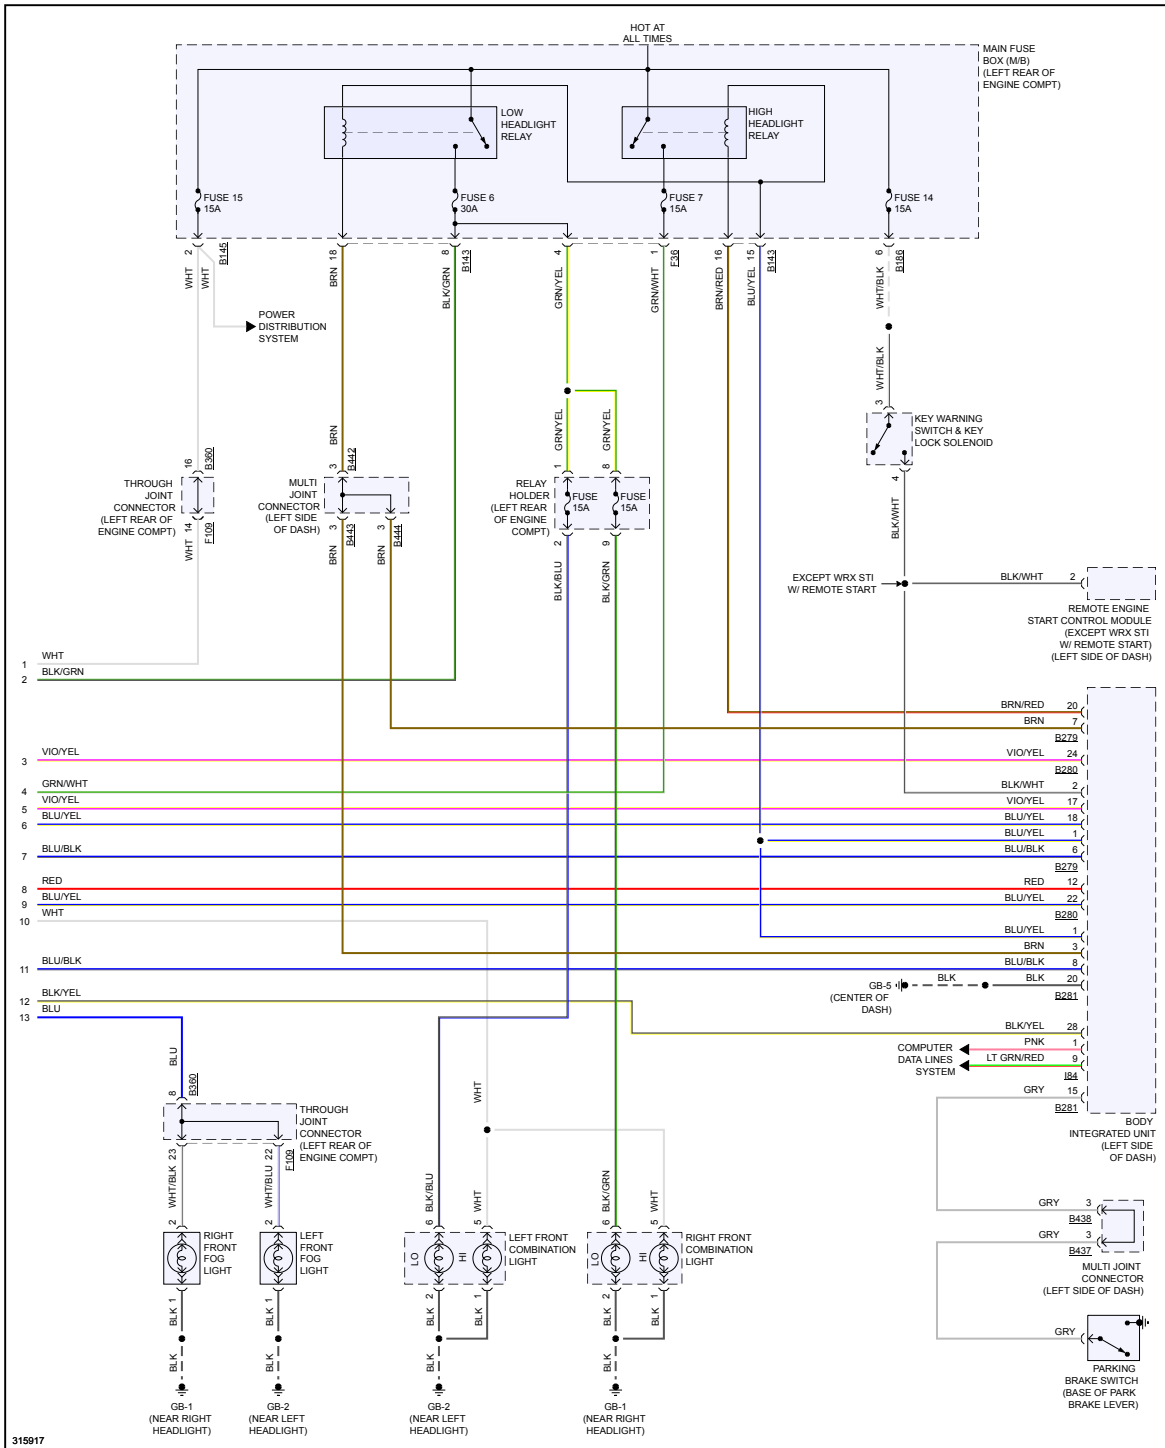 HOT AT
ALL TIMES
MAIN FUSE
BOX (M/B)
(LEFT REAR OF
ENGINE COMPT)
LOW
HEADLIGHT
RELAY
HIGH
HEADLIGHT
RELAY
FUSE 15
15A
FUSE 6
30A
FUSE 7
15A
FUSE 14
15A
2
B145
18
8
B143
4
1
F36
16
15
B143
6
B186
WHT
WHT
BRN
BLK/GRN
GRN/YEL
GRN/WHT
BRN/RED
BLU/YEL
WHT/BLK
POWER
DISTRIBUTION
SYSTEM
WHT/BLK
3
KEY WARNING
SWITCH & KEY
LOCK SOLENOID
4
BLK/WHT
BRN
GRN/YEL
GRN/YEL
16
B360
3
B442
1
8
THROUGH
JOINT
CONNECTOR
(LEFT REAR OF
ENGINE COMPT)
MULTI
JOINT
CONNECTOR
(LEFT SIDE
OF DASH)
RELAY
HOLDER
(LEFT REAR
OF ENGINE
COMPT)
FUSE
15A
FUSE
15A
14
F109
3
B443
3
B444
2
9
WHT
BRN
BRN
BLK/BLU
BLK/GRN
EXCEPT WRX STI
W/ REMOTE START
BLK/WHT 2
REMOTE ENGINE
START CONTROL MODULE
(EXCEPT WRX STI
W/ REMOTE START)
(LEFT SIDE OF DASH)
1 WHT
2 BLK/GRN
BRN/RED 20
BRN 7
B279
3 VIO/YEL
VIO/YEL 24
B280
4 GRN/WHT
BLK/WHT 2
5 VIO/YEL
VIO/YEL 17
6 BLU/YEL
BLU/YEL 18
BLU/YEL 1
7 BLU/BLK
BLU/BLK 6
B279
8 RED
RED 12
9 BLU/YEL
BLU/YEL 22
B280
10 WHT
BLU/YEL 1
BRN 3
11 BLU/BLK
BLU/BLK 8
GB-5
(CENTER OF
DASH)
BLK
BLK 20
B281
12 BLK/YEL
13 BLU
BLK/YEL 28
COMPUTER
DATA LINES
SYSTEM
PNK 1
LT GRN/RED 9
I84
GRY 15
B281
BODY
INTEGRATED UNIT
(LEFT SIDE
OF DASH)
BLU
8
B360
THROUGH
JOINT
CONNECTOR
(LEFT REAR OF
ENGINE COMPT)
23
22
F109
WHT/BLK
WHT/BLU
WHT
BLK/BLU
WHT
BLK/GRN
WHT
2
2
6
5
6
5
RIGHT
FRONT
FOG
LIGHT
LEFT
FRONT
FOG
LIGHT
LO
HI
LEFT FRONT
COMBINATION
LIGHT
LO
HI
RIGHT FRONT
COMBINATION
LIGHT
1
1
2
1
2
1
BLK
BLK
BLK
BLK
BLK
BLK
BLK
BLK
BLK
BLK
GB-1
(NEAR RIGHT
HEADLIGHT)
GB-2
(NEAR LEFT
HEADLIGHT)
GB-2
(NEAR LEFT
HEADLIGHT)
GB-1
(NEAR RIGHT
HEADLIGHT)
GRY 3
B438
GRY 3
B437
MULTI JOINT
CONNECTOR
(LEFT SIDE OF DASH)
GRY
PARKING
BRAKE SWITCH
(BASE OF PARK
BRAKE LEVER)
315917